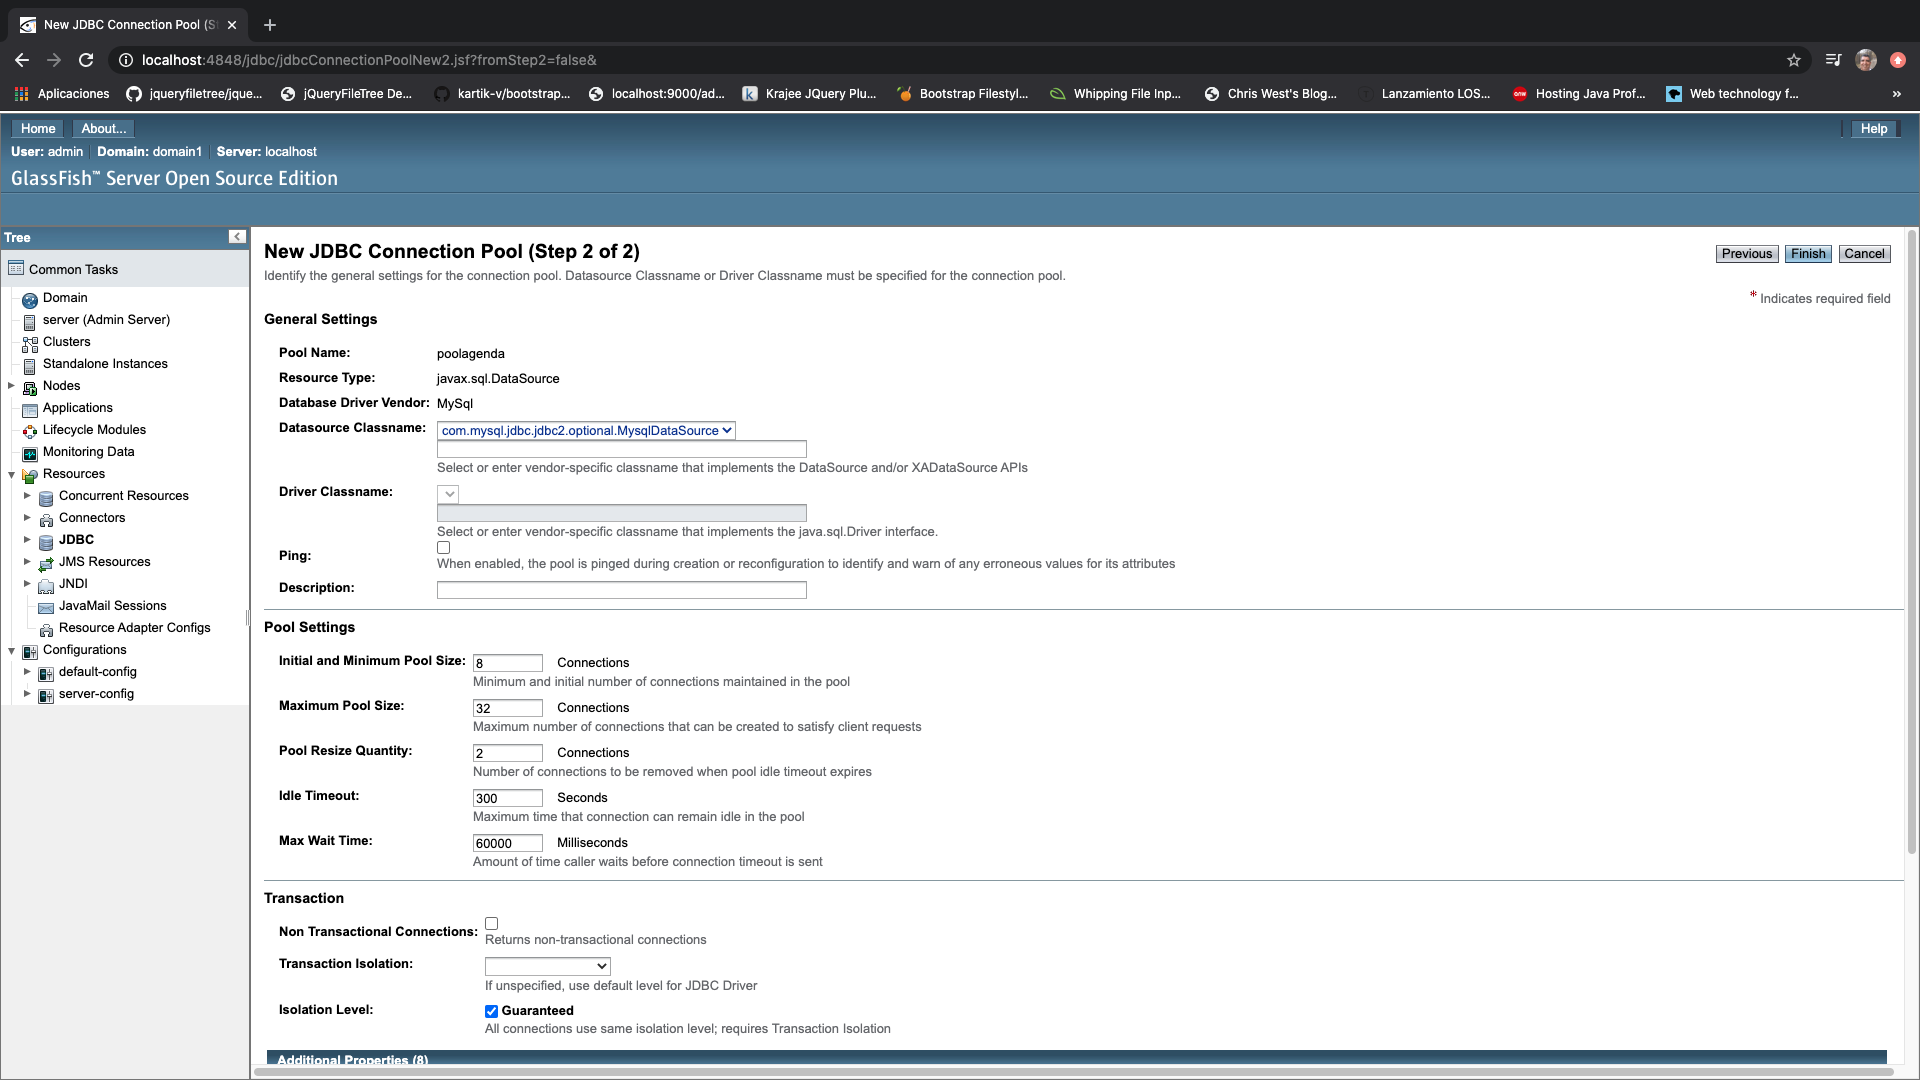 New JDBC Connection Pool (S
localhost:4848/jdbc/jdbcConnectionPoolNew2.jsf?fromStep2=false&
Aplicaciones
jqueryfiletree/jque...
jQueryFileTree De...
kartik-v/bootstrap...
localhost:9000/ad...
Krajee JQuery Plu...
Bootstrap Filestyl...
Whipping File Inp...
Chris West's Blog...
Lanzamiento LOS...
Hosting Java Prof...
Web technology f...
»
Home
About...
Help
User: admin
Domain: domain1
Server: localhost
GlassFish™ Server Open Source Edition
Tree
Common Tasks
Domain
server (Admin Server)
Clusters
Standalone Instances
Nodes
Applications
Lifecycle Modules
Monitoring Data
Resources
Concurrent Resources
Connectors
JDBC
JMS Resources
JNDI
JavaMail Sessions
Resource Adapter Configs
Configurations
default-config
server-config
New JDBC Connection Pool (Step 2 of 2)
Previous
Finish
Cancel
Identify the general settings for the connection pool. Datasource Classname or Driver Classname must be specified for the connection pool.
* Indicates required field
General Settings
Pool Name: poolagenda
Resource Type: javax.sql.DataSource
Database Driver Vendor: MySql
Datasource Classname: com.mysql.jdbc.jdbc2.optional.MysqlDataSource
Select or enter vendor-specific classname that implements the DataSource and/or XADataSource APIs
Driver Classname:
Select or enter vendor-specific classname that implements the java.sql.Driver interface.
Ping:
When enabled, the pool is pinged during creation or reconfiguration to identify and warn of any erroneous values for its attributes
Description:
Pool Settings
Initial and Minimum Pool Size: 8 Connections
Minimum and initial number of connections maintained in the pool
Maximum Pool Size: 32 Connections
Maximum number of connections that can be created to satisfy client requests
Pool Resize Quantity: 2 Connections
Number of connections to be removed when pool idle timeout expires
Idle Timeout: 300 Seconds
Maximum time that connection can remain idle in the pool
Max Wait Time: 60000 Milliseconds
Amount of time caller waits before connection timeout is sent
Transaction
Non Transactional Connections:
Returns non-transactional connections
Transaction Isolation:
If unspecified, use default level for JDBC Driver
Isolation Level: Guaranteed
All connections use same isolation level; requires Transaction Isolation
Additional Properties (8)